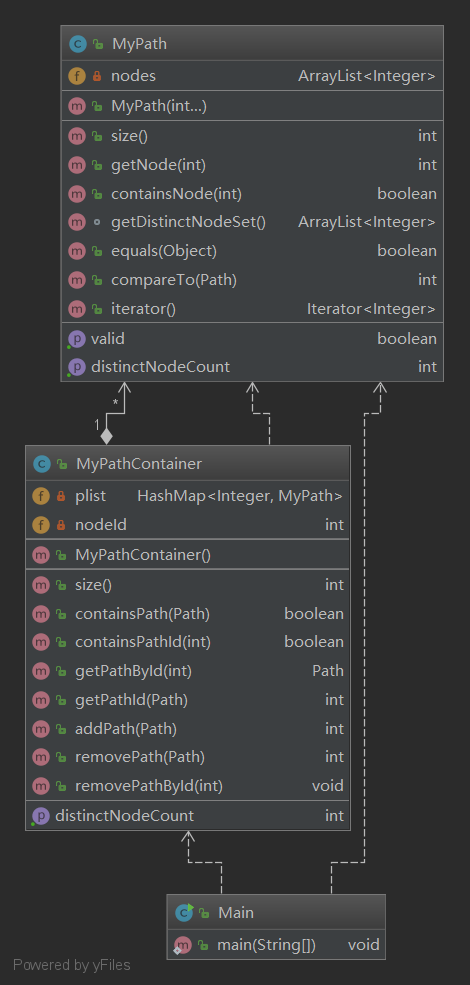 MyPath
nodes ArrayList<Integer>
MyPath(int...)
size() int
getNode(int) int
containsNode(int) boolean
getDistinctNodeSet() ArrayList<Integer>
equals(Object) boolean
compareTo(Path) int
iterator() Iterator<Integer>
valid boolean
distinctNodeCount int
*
1
MyPathContainer
plist HashMap<Integer, MyPath>
nodeId int
MyPathContainer()
size() int
containsPath(Path) boolean
containsPathId(int) boolean
getPathById(int) Path
getPathId(Path) int
addPath(Path) int
removePath(Path) int
removePathById(int) void
distinctNodeCount int
Main
main(String[]) void
Powered by yFiles